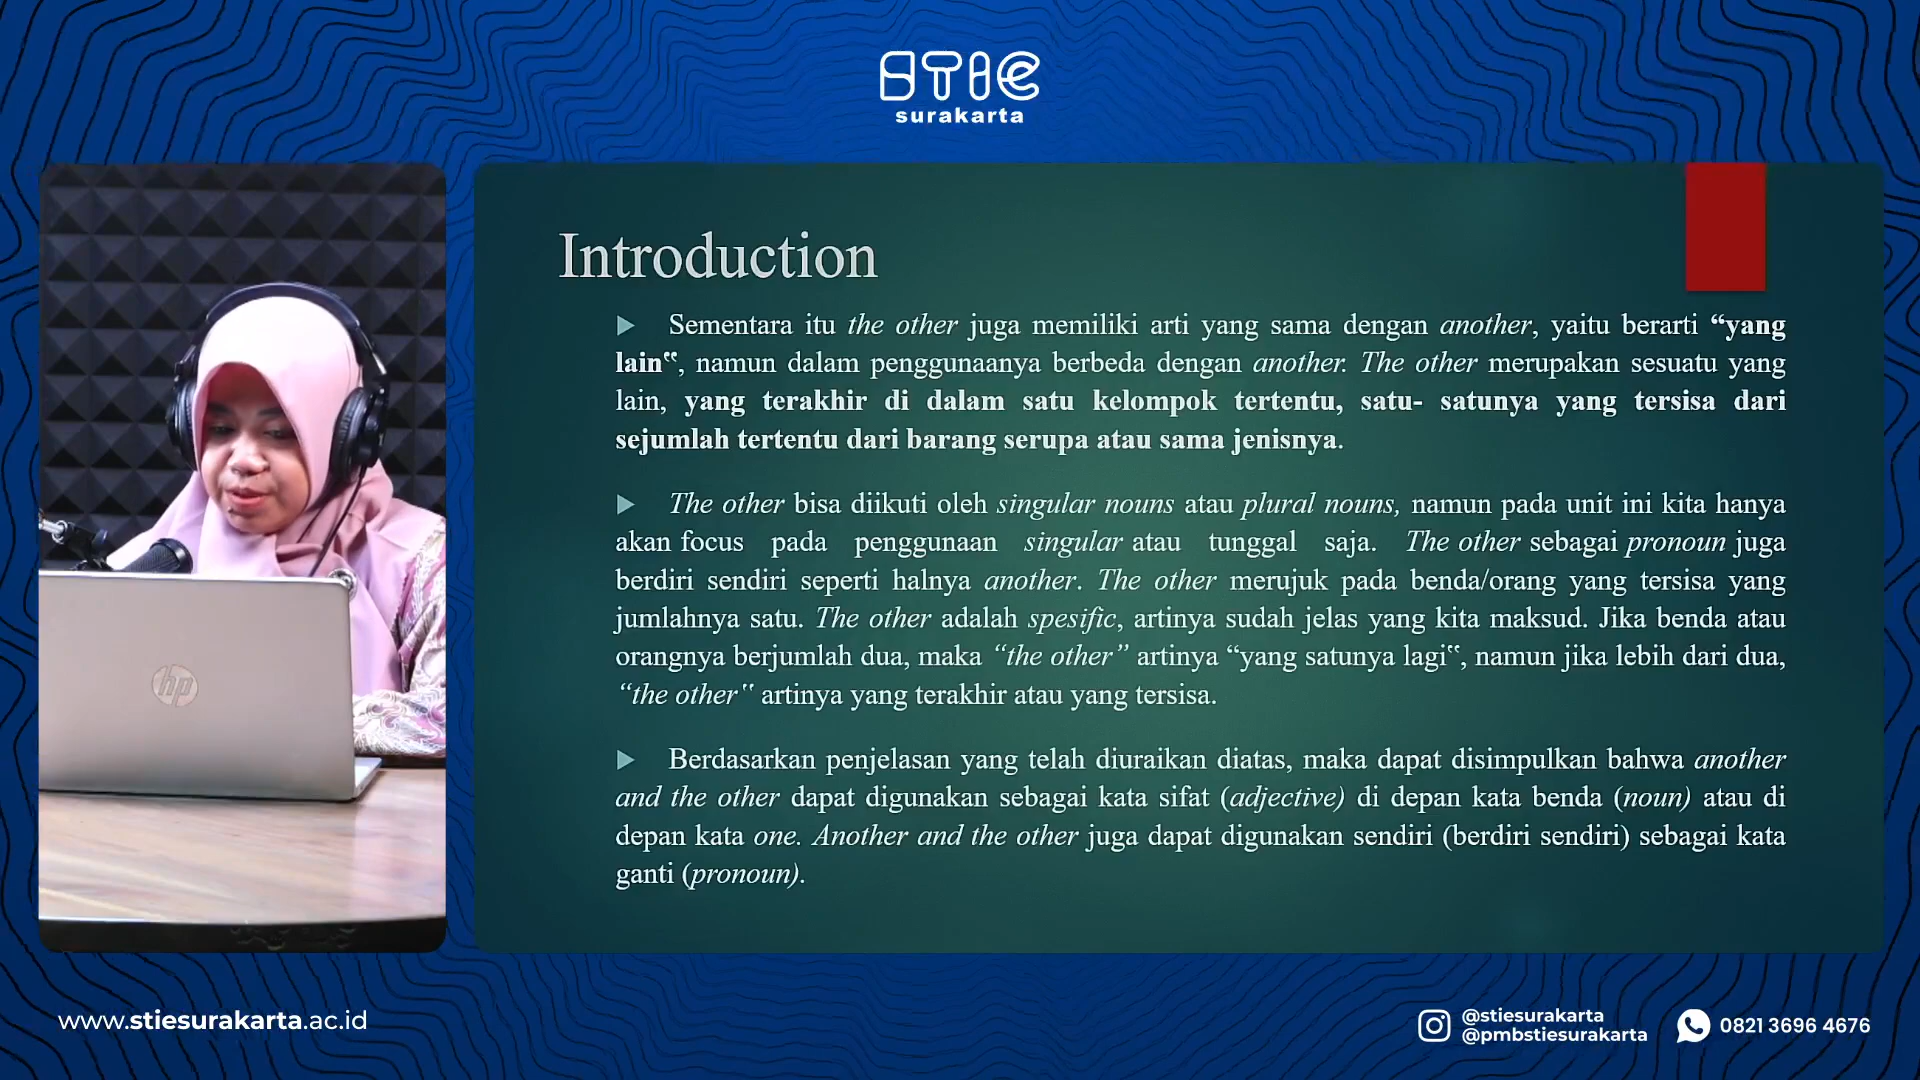 STIE
surakarta
Introduction
Sementara itu the other juga memiliki arti yang sama dengan another, yaitu berarti “yang
lain‟, namun dalam penggunaanya berbeda dengan another. The other merupakan sesuatu yang
lain, yang terakhir di dalam satu kelompok tertentu, satu- satunya yang tersisa dari
sejumlah tertentu dari barang serupa atau sama jenisnya.
The other bisa diikuti oleh singular nouns atau plural nouns, namun pada unit ini kita hanya
akan focus pada penggunaan singular atau tunggal saja. The other sebagai pronoun juga
berdiri sendiri seperti halnya another. The other merujuk pada benda/orang yang tersisa yang
jumlahnya satu. The other adalah spesific, artinya sudah jelas yang kita maksud. Jika benda atau
orangnya berjumlah dua, maka “the other” artinya “yang satunya lagi‟, namun jika lebih dari dua,
“the other‟ artinya yang terakhir atau yang tersisa.
Berdasarkan penjelasan yang telah diuraikan diatas, maka dapat disimpulkan bahwa another
and the other dapat digunakan sebagai kata sifat (adjective) di depan kata benda (noun) atau di
depan kata one. Another and the other juga dapat digunakan sendiri (berdiri sendiri) sebagai kata
ganti (pronoun).
hp
www.stiesurakarta.ac.id
@stiesurakarta
@pmbstiesurakarta
0821 3696 4676